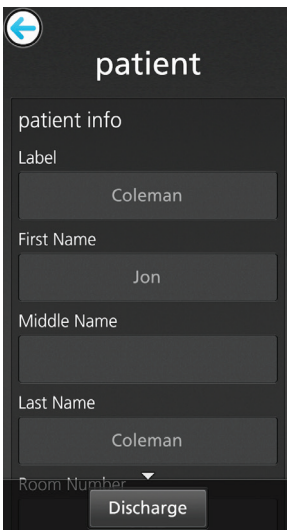 patient
patient info
Label
Coleman
First Name
Jon
Middle Name
Last Name
Coleman
Room Number
Discharge